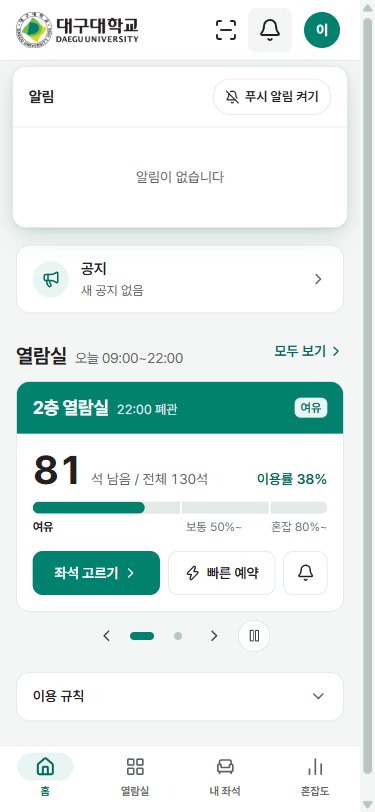 대구대학교
DAEGU UNIVERSITY
이
알림
푸시 알림 켜기
알림이 없습니다
공지
새 공지 없음
열람실 오늘 09:00~22:00
모두 보기
2층 열람실 22:00 폐관
여유
81 석 남음 / 전체 130석
이용률 38%
여유
보통 50%~
혼잡 80%~
좌석 고르기
빠른 예약
이용 규칙
홈
열람실
내 좌석
혼잡도